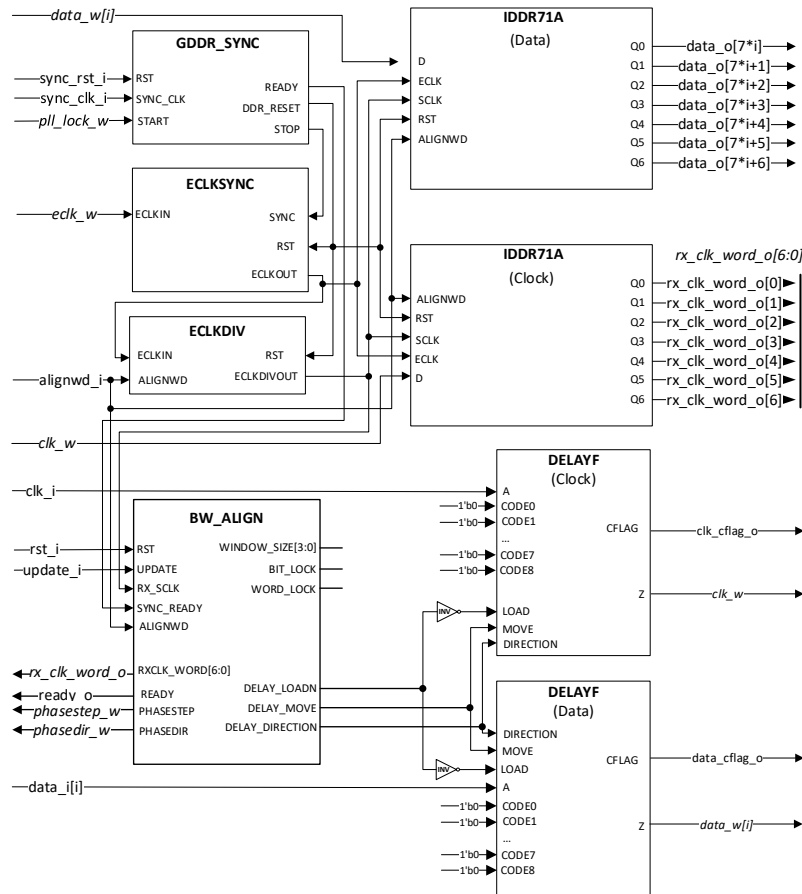 data_w[i]
GDDR_SYNC
sync_rst_i
RST
sync_clk_i
SYNC_CLK
pll_lock_w
START
READY
DDR_RESET
STOP
ECLKSYNC
eclk_w
ECLKIN
SYNC
RST
ECLKOUT
ECLKDIV
ECLKIN
RST
alignwd_i
ALIGNWD
ECLKDIVOUT
clk_w
clk_i
IDDR71A
(Data)
D
ECLK
SCLK
RST
ALIGNWD
Q0
data_o[7*i]
Q1
data_o[7*i+1]
Q2
data_o[7*i+2]
Q3
data_o[7*i+3]
Q4
data_o[7*i+4]
Q5
data_o[7*i+5]
Q6
data_o[7*i+6]
IDDR71A
(Clock)
rx_clk_word_o[6:0]
ALIGNWD
RST
SCLK
ECLK
D
Q0
rx_clk_word_o[0]
Q1
rx_clk_word_o[1]
Q2
rx_clk_word_o[2]
Q3
rx_clk_word_o[3]
Q4
rx_clk_word_o[4]
Q5
rx_clk_word_o[5]
Q6
rx_clk_word_o[6]
BW_ALIGN
rst_i
RST
update_i
UPDATE
RX_SCLK
SYNC_READY
ALIGNWD
WINDOW_SIZE[3:0]
BIT_LOCK
WORD_LOCK
rx_clk_word_o
RXCLK_WORD[6:0]
ready_o
READY
phasestep_w
PHASESTEP
phasedir_w
PHASEDIR
DELAY_LOADN
DELAY_MOVE
DELAY_DIRECTION
data_i[i]
DELAYF
(Clock)
A
1'b0
CODE0
1'b0
CODE1
...
1'b0
CODE7
1'b0
CODE8
INV
LOAD
MOVE
DIRECTION
CFLAG
clk_cflag_o
Z
clk_w
DELAYF
(Data)
DIRECTION
MOVE
INV
LOAD
A
1'b0
CODE0
1'b0
CODE1
...
1'b0
CODE7
1'b0
CODE8
CFLAG
data_cflag_o
Z
data_w[i]